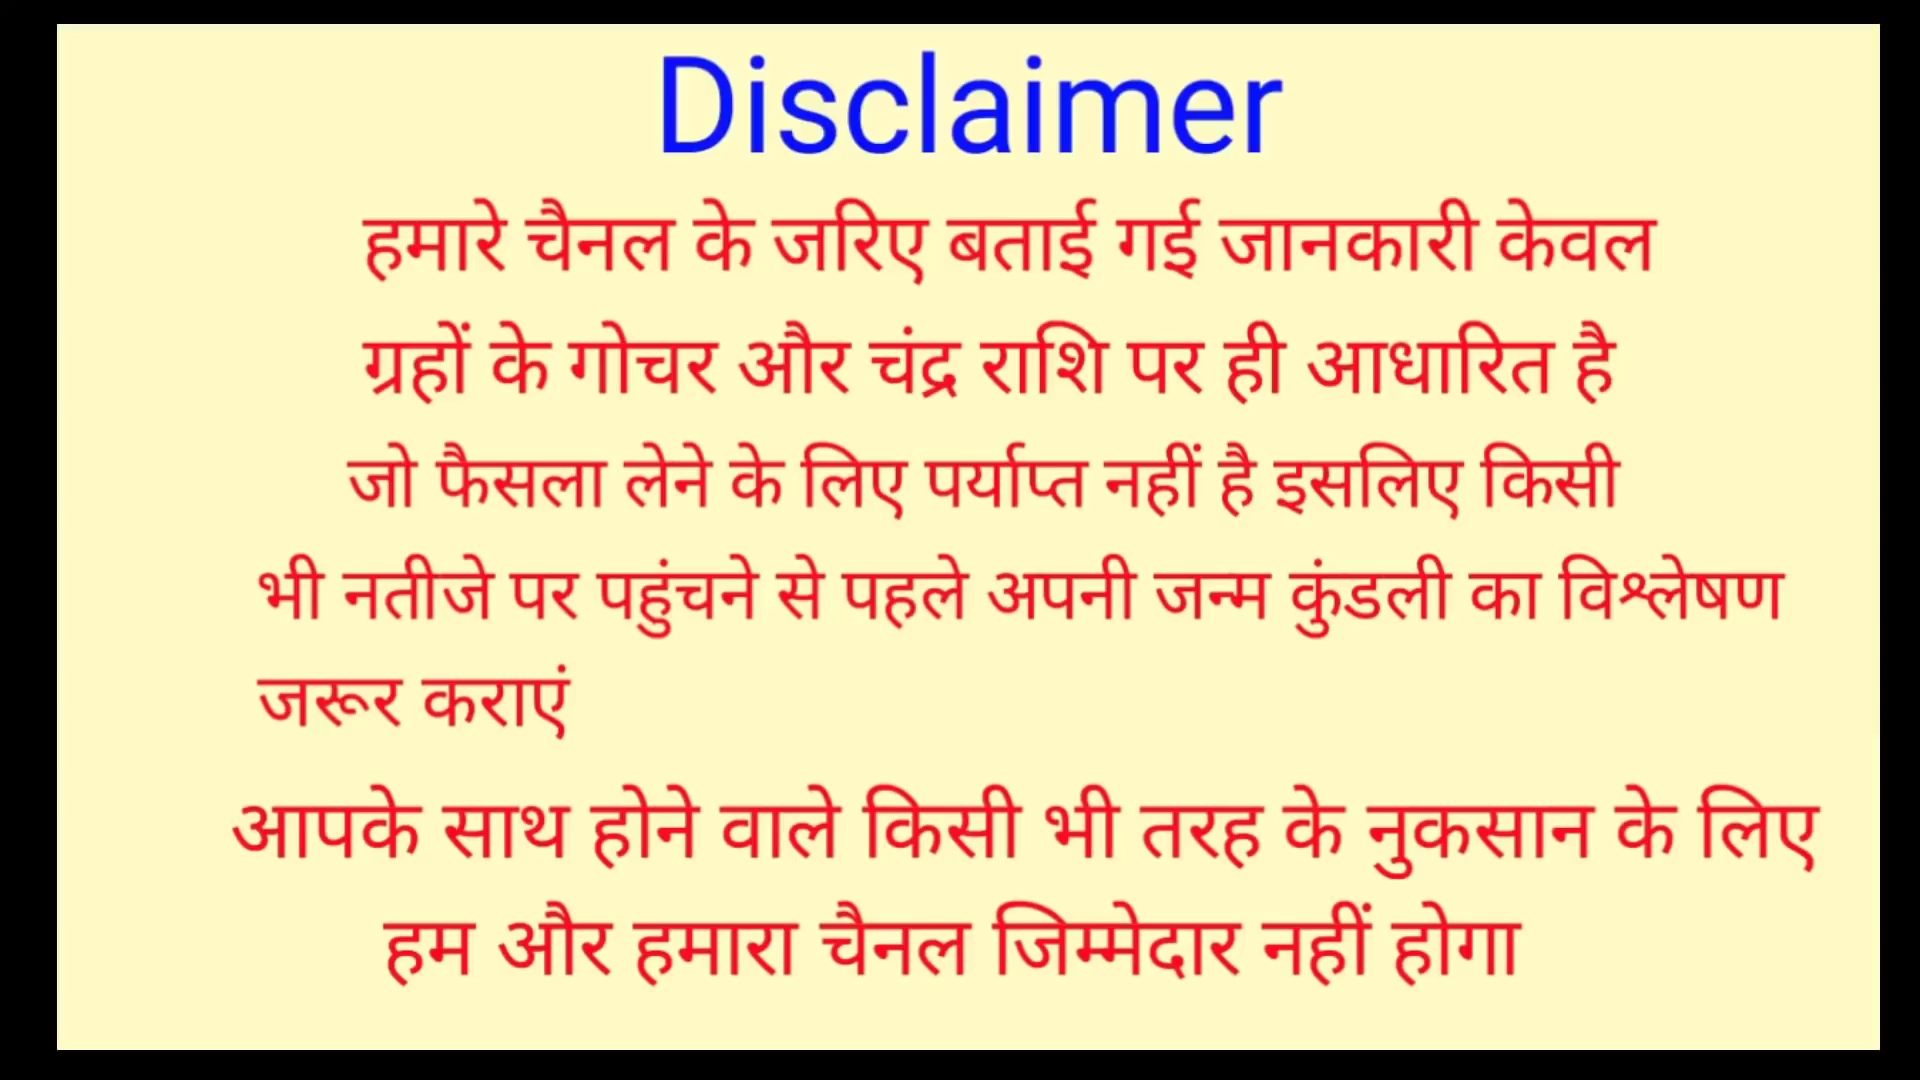 Disclaimer
हमारे चैनल के जरिए बताई गई जानकारी केवल
ग्रहों के गोचर और चंद्र राशि पर ही आधारित है
जो फैसला लेने के लिए पर्याप्त नहीं है इसलिए किसी
भी नतीजे पर पहुंचने से पहले अपनी जन्म कुंडली का विश्लेषण
जरूर कराएं
आपके साथ होने वाले किसी भी तरह के नुकसान के लिए
हम और हमारा चैनल जिम्मेदार नहीं होगा